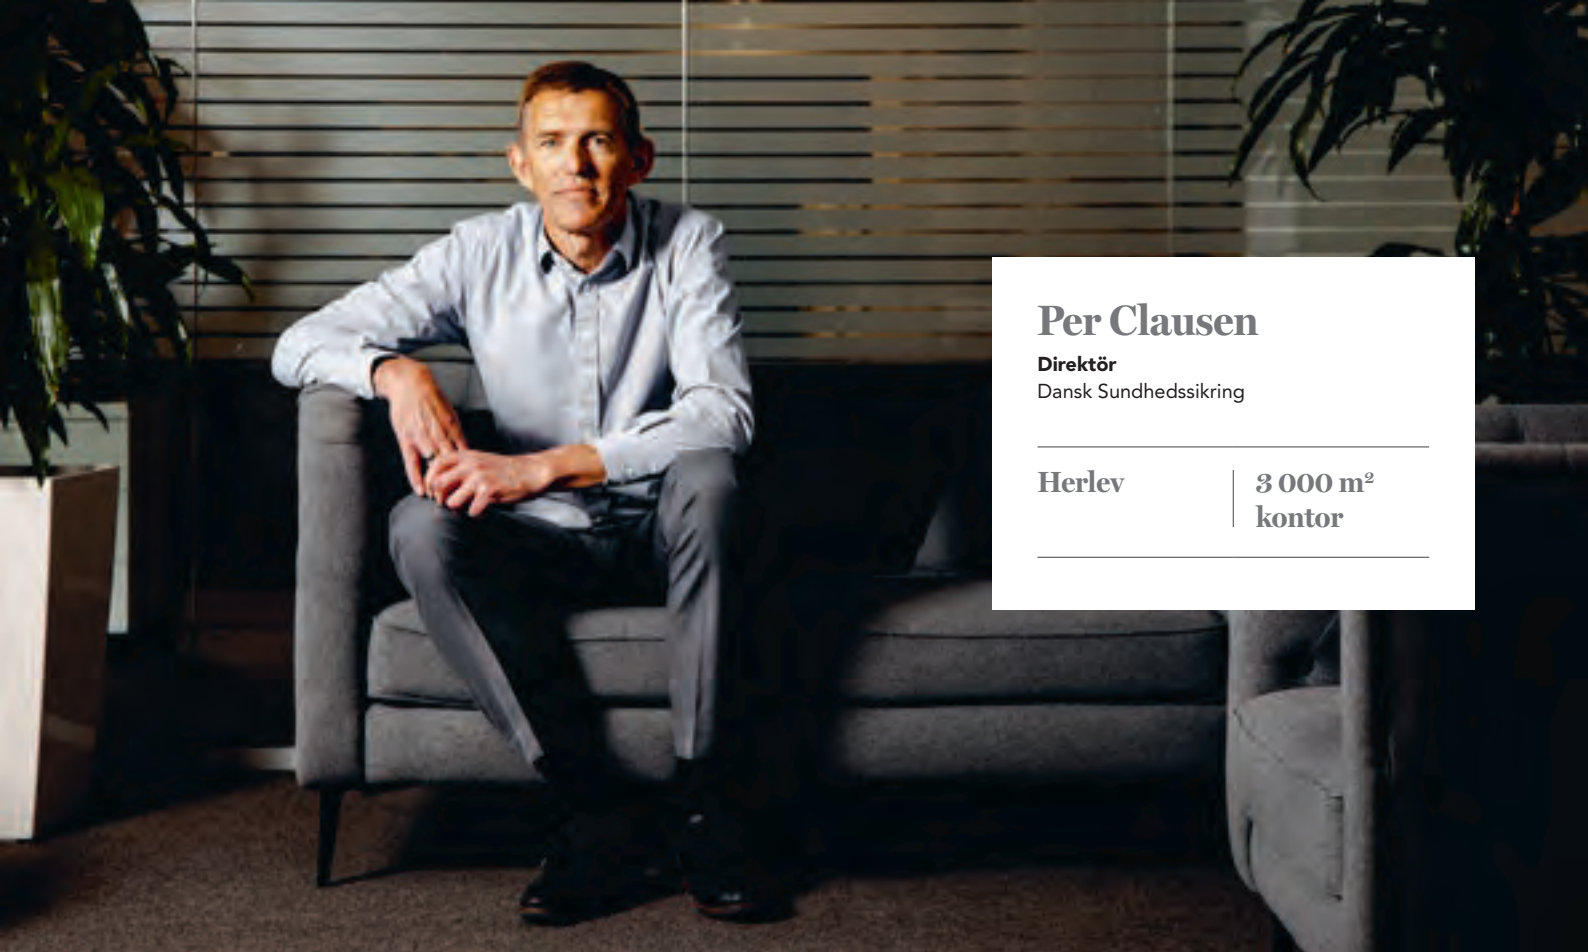 Per Clausen
Direktör
Dansk Sundhedssikring
Herlev
3 000 m²
kontor